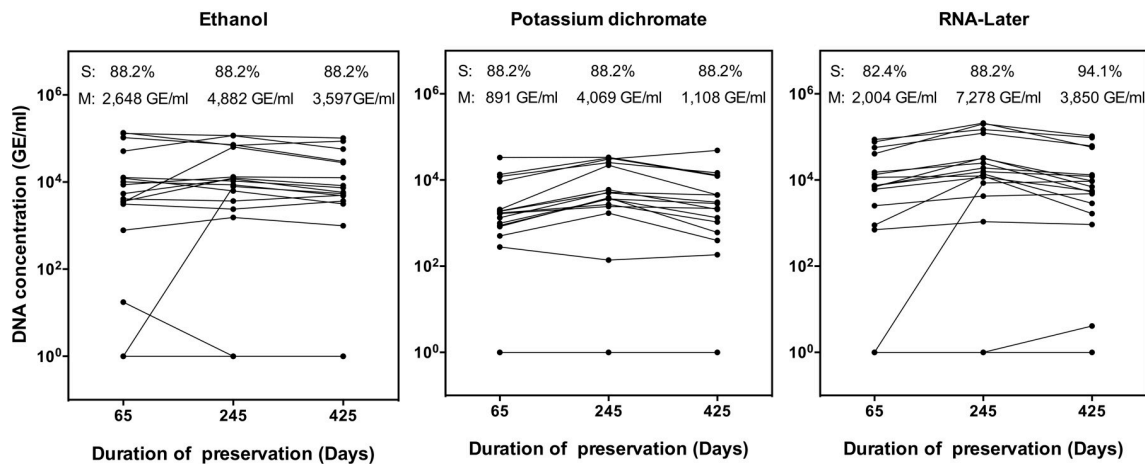 Ethanol
S: 88.2% 88.2% 88.2%
M: 2,648 GE/ml 4,882 GE/ml 3,597GE/ml
DNA concentration (GE/ml)
10⁶
10⁴
10²
10⁰
65 245 425
Duration of preservation (Days)
Potassium dichromate
S: 88.2% 88.2% 88.2%
M: 891 GE/ml 4,069 GE/ml 1,108 GE/ml
10⁶
10⁴
10²
10⁰
65 245 425
Duration of preservation (Days)
RNA-Later
S: 82.4% 88.2% 94.1%
M: 2,004 GE/ml 7,278 GE/ml 3,850 GE/ml
10⁶
10⁴
10²
10⁰
65 245 425
Duration of preservation (Days)